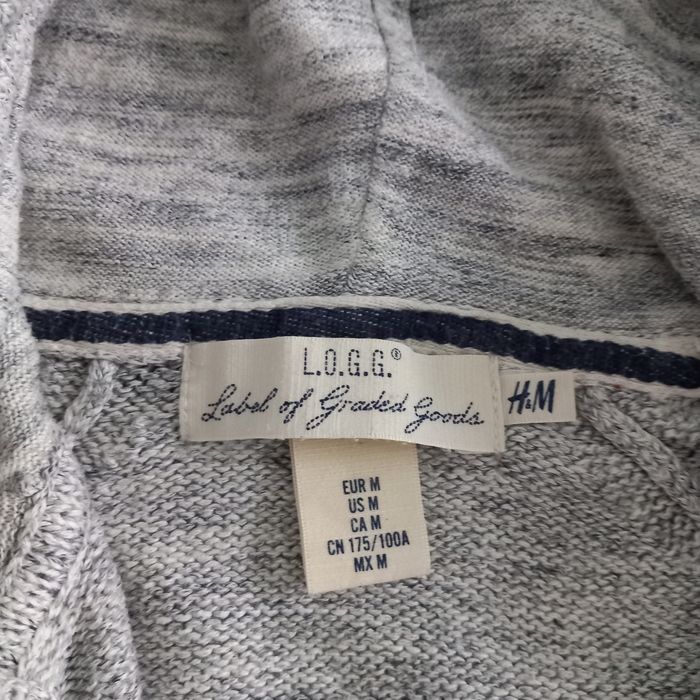 L.O.G.G.®
Label of Graded Goods
H&M
EUR M
US M
CA M
CN 175/100A
MX M